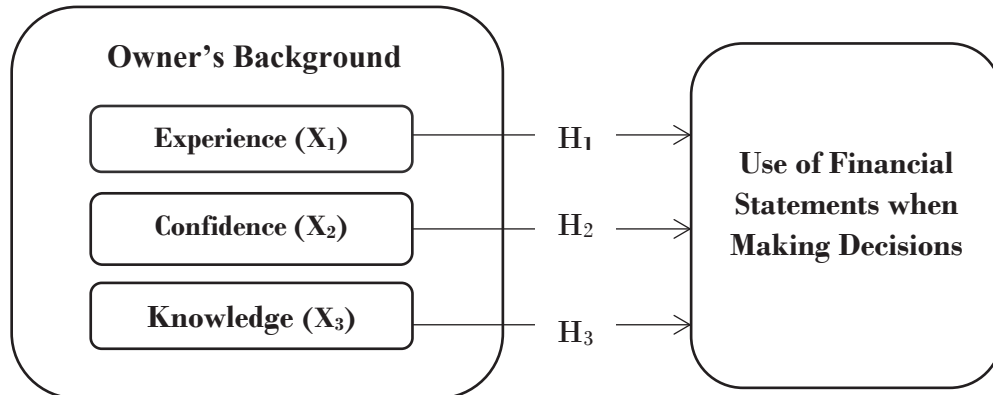 Owner’s Background
Experience (X₁)
H₁
Confidence (X₂)
H₂
Knowledge (X₃)
H₃
Use of Financial
Statements when
Making Decisions